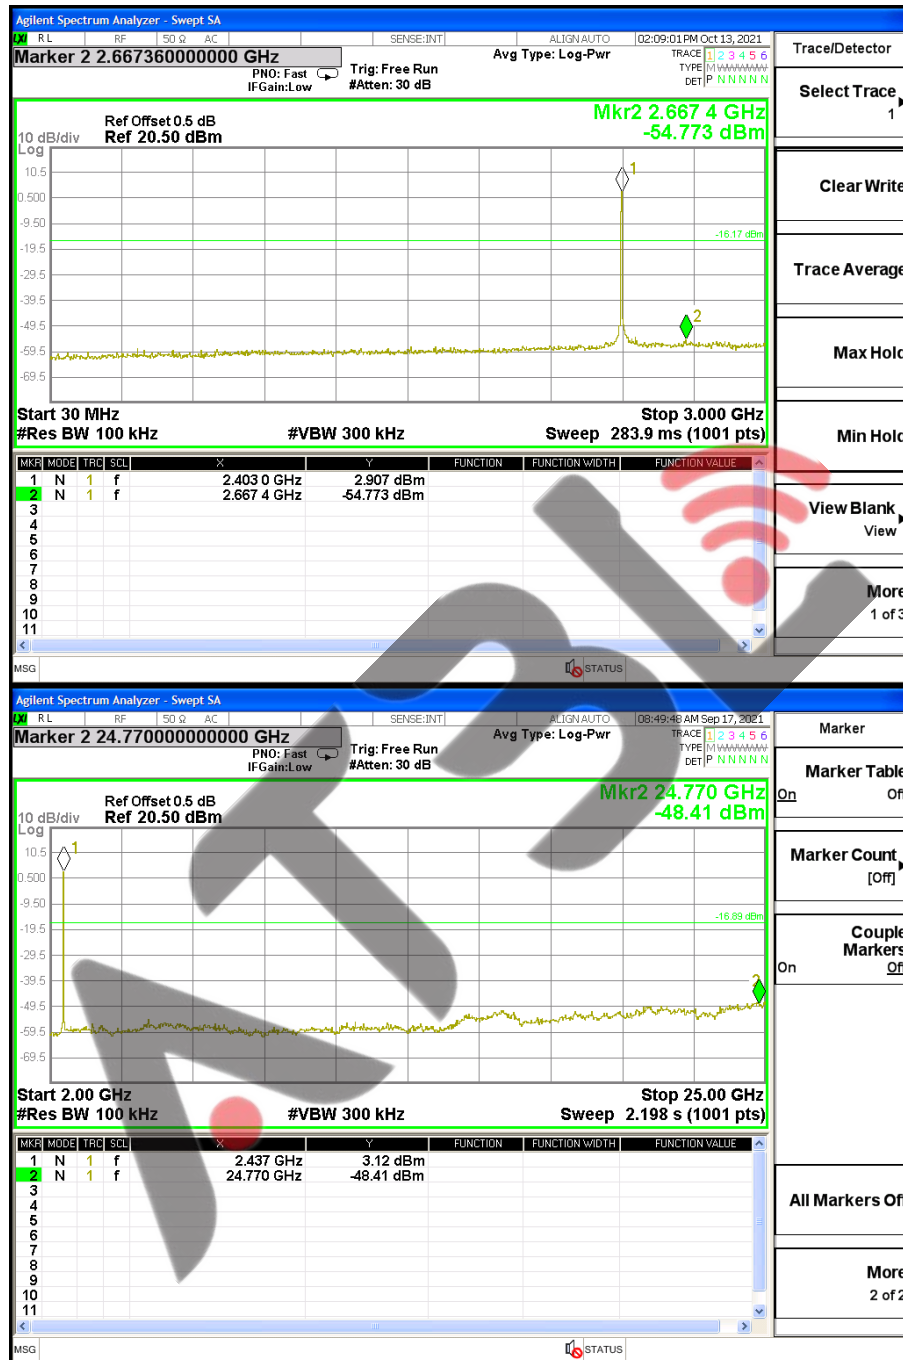 Agilent Spectrum Analyzer - Swept SA
LXI RL RF 50 Ω AC SENSE:INT ALIGN AUTO 02:09:01 PM Oct 13, 2021
Marker 2 2.667360000000 GHz
PNO: Fast
IFGain:Low
Trig: Free Run
#Atten: 30 dB
Avg Type: Log-Pwr
TRACE 1 2 3 4 5 6
TYPE M WWWWW
DET P N N N N N
Trace/Detector
Mkr2 2.667 4 GHz
-54.773 dBm
Ref Offset 0.5 dB
10 dB/div Ref 20.50 dBm
Log
10.5
0.500
-9.50
-19.5
-29.5
-39.5
-49.5
-59.5
-69.5
1
-16.17 dBm
2
Start 30 MHz Stop 3.000 GHz
#Res BW 100 kHz #VBW 300 kHz Sweep 283.9 ms (1001 pts)
MKR MODE TRC SCL X Y FUNCTION FUNCTION WIDTH FUNCTION VALUE
1 N 1 f 2.403 0 GHz 2.907 dBm
2 N 1 f 2.667 4 GHz -54.773 dBm
3
4
5
6
7
8
9
10
11
MSG STATUS
Select Trace
1
Clear Write
Trace Average
Max Hold
Min Hold
View Blank
View
More
1 of 3
Agilent Spectrum Analyzer - Swept SA
LXI RL RF 50 Ω AC SENSE:INT ALIGN AUTO 08:49:48 AM Sep 17, 2021
Marker 2 24.770000000000 GHz
PNO: Fast
IFGain:Low
Trig: Free Run
#Atten: 30 dB
Avg Type: Log-Pwr
TRACE 1 2 3 4 5 6
TYPE M WWWWW
DET P N N N N N
Marker
Mkr2 24.770 GHz
-48.41 dBm
Ref Offset 0.5 dB
10 dB/div Ref 20.50 dBm
Log
10.5
0.500
-9.50
-19.5
-29.5
-39.5
-49.5
-59.5
-69.5
1
-16.89 dBm
2
Start 2.00 GHz Stop 25.00 GHz
#Res BW 100 kHz #VBW 300 kHz Sweep 2.198 s (1001 pts)
MKR MODE TRC SCL X Y FUNCTION FUNCTION WIDTH FUNCTION VALUE
1 N 1 f 2.437 GHz 3.12 dBm
2 N 1 f 24.770 GHz -48.41 dBm
3
4
5
6
7
8
9
10
11
MSG STATUS
Marker Table
On Off
Marker Count
[Off]
Couple
Markers
On Off
All Markers Off
More
2 of 2